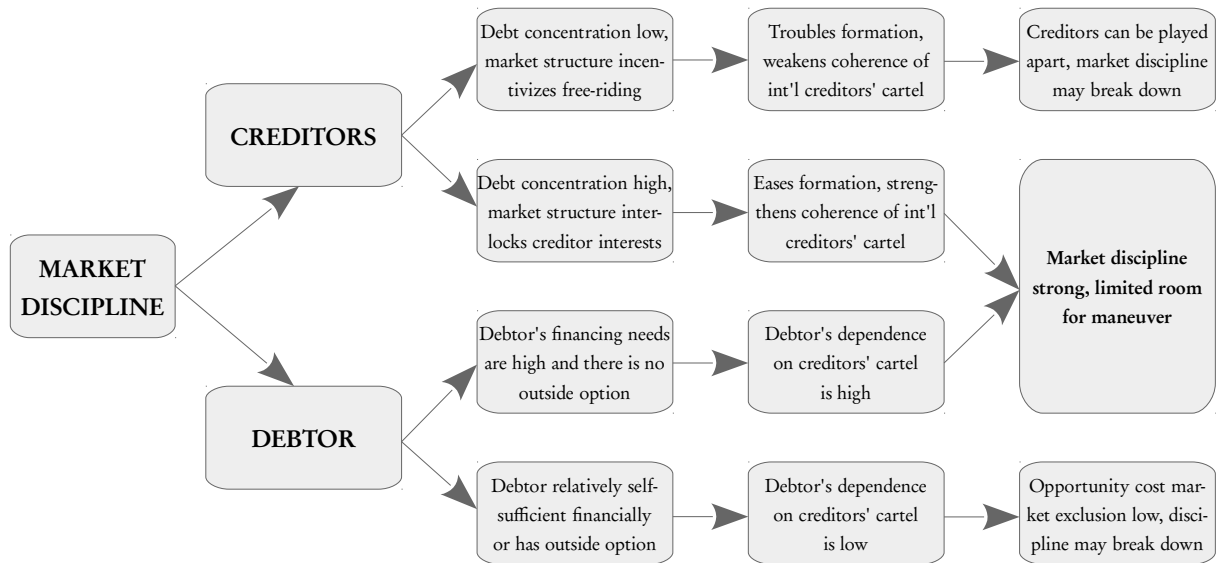 Debt concentration low,
market structure incen-
tivizes free-riding
Troubles formation,
weakens coherence of
int'l creditors' cartel
Creditors can be played
apart, market discipline
may break down
CREDITORS
Debt concentration high,
market structure inter-
locks creditor interests
Eases formation, streng-
thens coherence of int'l
creditors' cartel
MARKET
DISCIPLINE
Market discipline
strong, limited room
for maneuver
Debtor's financing needs
are high and there is no
outside option
Debtor's dependence
on creditors' cartel
is high
DEBTOR
Debtor relatively self-
sufficient financially
or has outside option
Debtor's dependence
on creditors' cartel
is low
Opportunity cost mar-
ket exclusion low, disci-
pline may break down